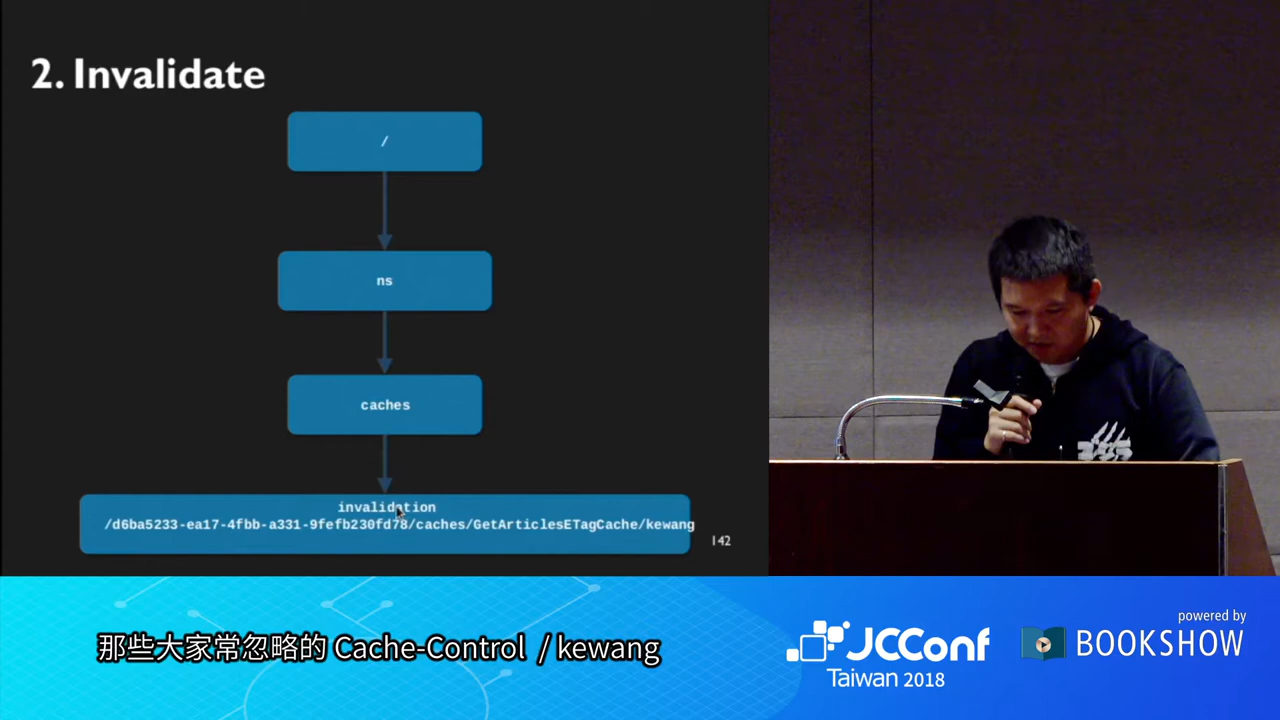 2. Invalidate
/
ns
caches
invalidation
/d6ba5233-ea17-4fbb-a331-9fefb230fd78/caches/GetArticlesETagCache/kewang
142
那些大家常忽略的 Cache-Control / kewang
JCConf
Taiwan 2018
powered by
BOOKSHOW